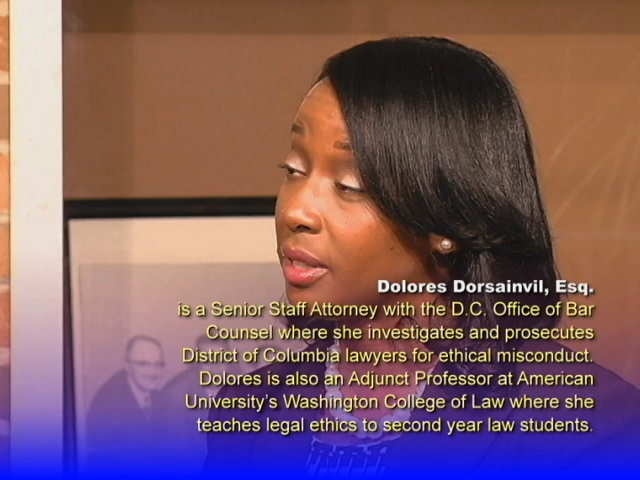 Dolores Dorsainvil, Esq.
is a Senior Staff Attorney with the D.C. Office of Bar
Counsel where she investigates and prosecutes
District of Columbia lawyers for ethical misconduct.
Dolores is also an Adjunct Professor at American
University's Washington College of Law where she
teaches legal ethics to second year law students.